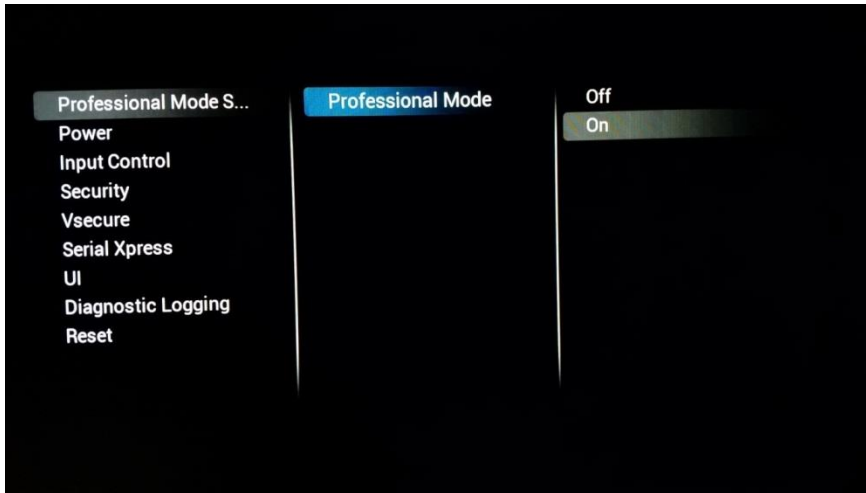 Professional Mode S...
Power
Input Control
Security
Vsecure
Serial Xpress
UI
Diagnostic Logging
Reset
Professional Mode
Off
On